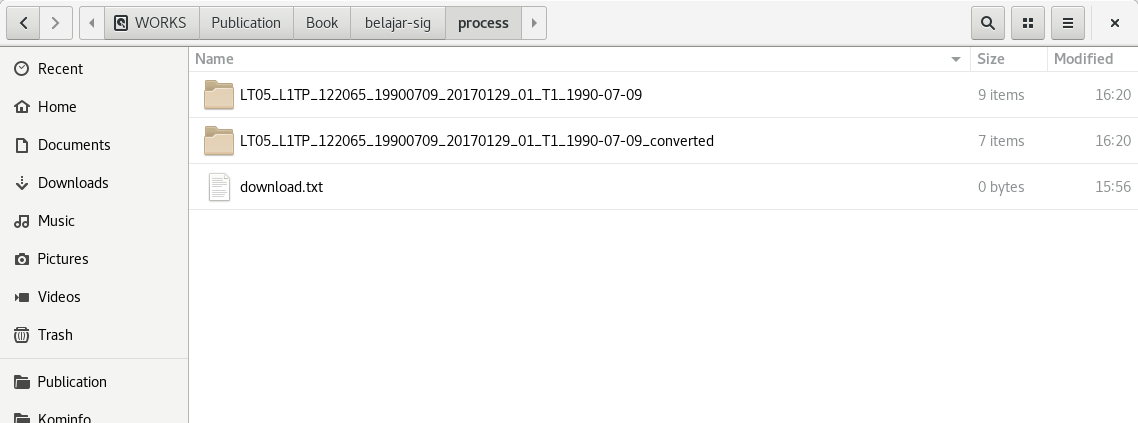 WORKS Publication Book belajar-sig process
Recent
Home
Documents
Downloads
Music
Pictures
Videos
Trash
Publication
Kominfo
Name Size Modified
LT05_L1TP_122065_19900709_20170129_01_T1_1990-07-09 9 items 16:20
LT05_L1TP_122065_19900709_20170129_01_T1_1990-07-09_converted 7 items 16:20
download.txt 0 bytes 15:56